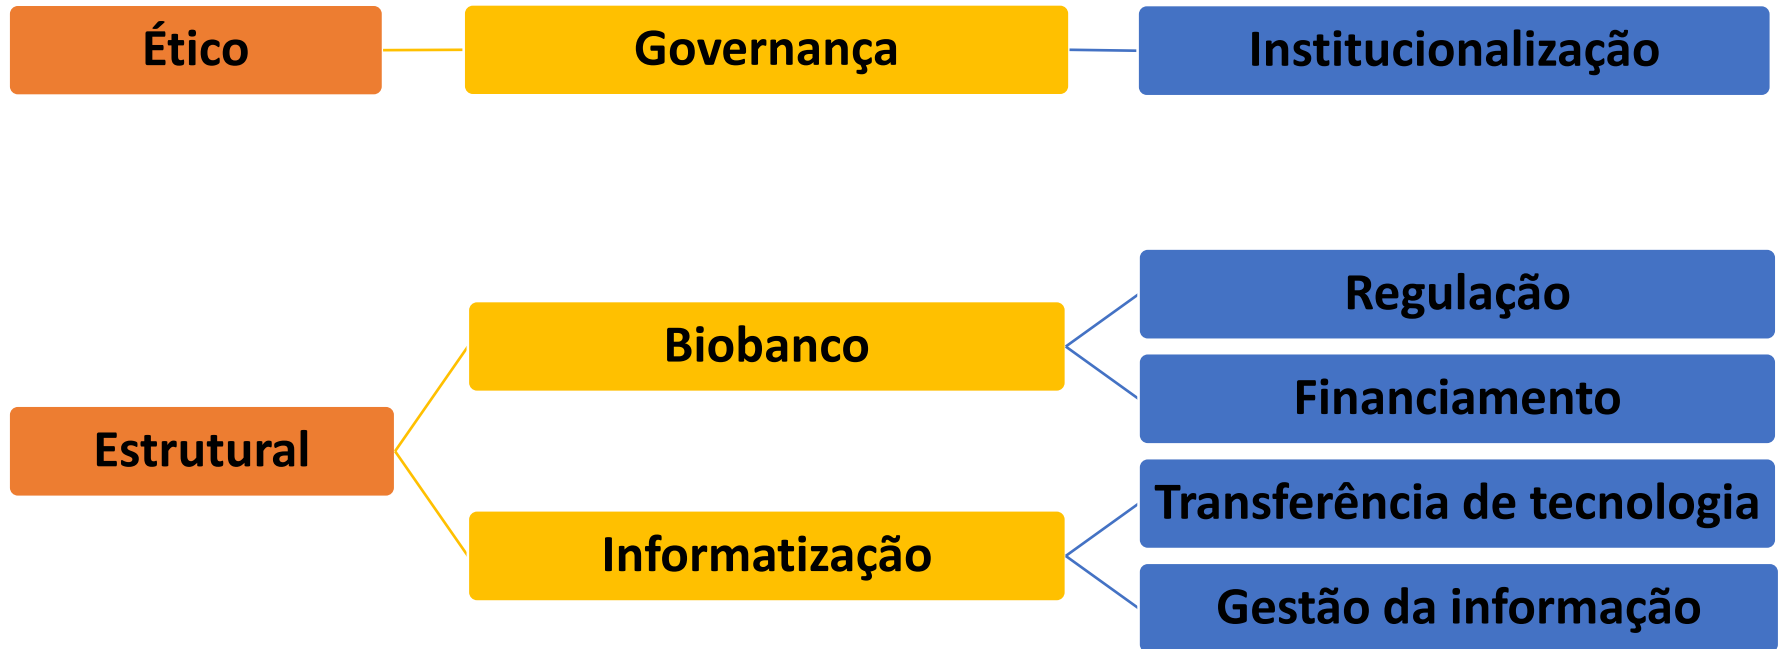 Ético
Governança
Institucionalização
Regulação
Biobanco
Financiamento
Estrutural
Transferência de tecnologia
Informatização
Gestão da informação